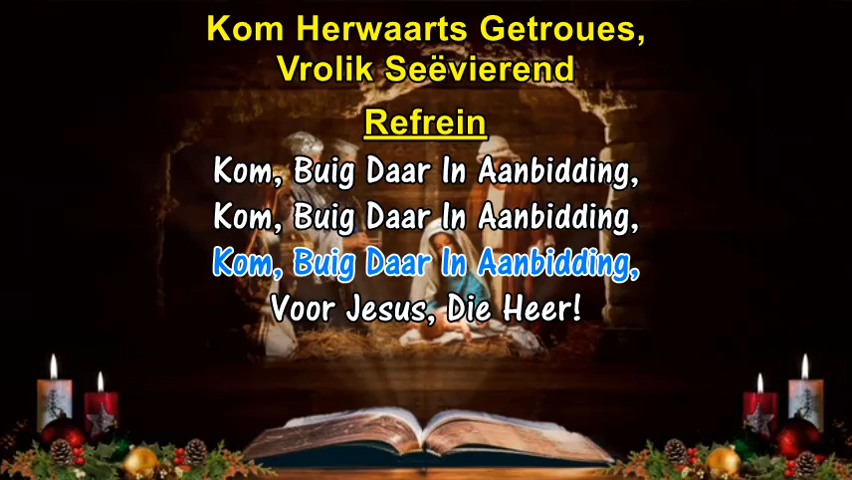 Kom Herwaarts Getroues,
Vrolik Seëvierend
Refrein
Kom, Buig Daar In Aanbidding,
Kom, Buig Daar In Aanbidding,
Kom, Buig Daar In Aanbidding,
Voor Jesus, Die Heer!